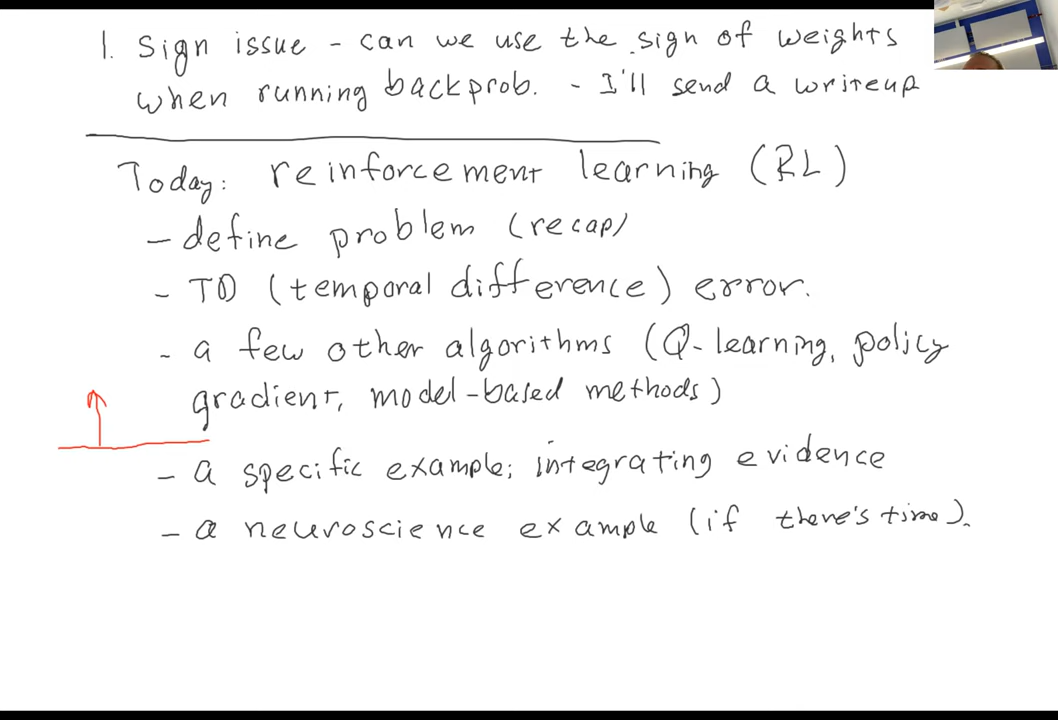 1. Sign issue - can we use the sign of weights
when running backprob. - I'll send a writeup
Today: reinforcement learning (RL)
- define problem (recap)
- TD (temporal difference) error.
- a few other algorithms (Q-learning, policy
gradient, model-based methods)
- a specific example; integrating evidence
- a neuroscience example (if there's time).